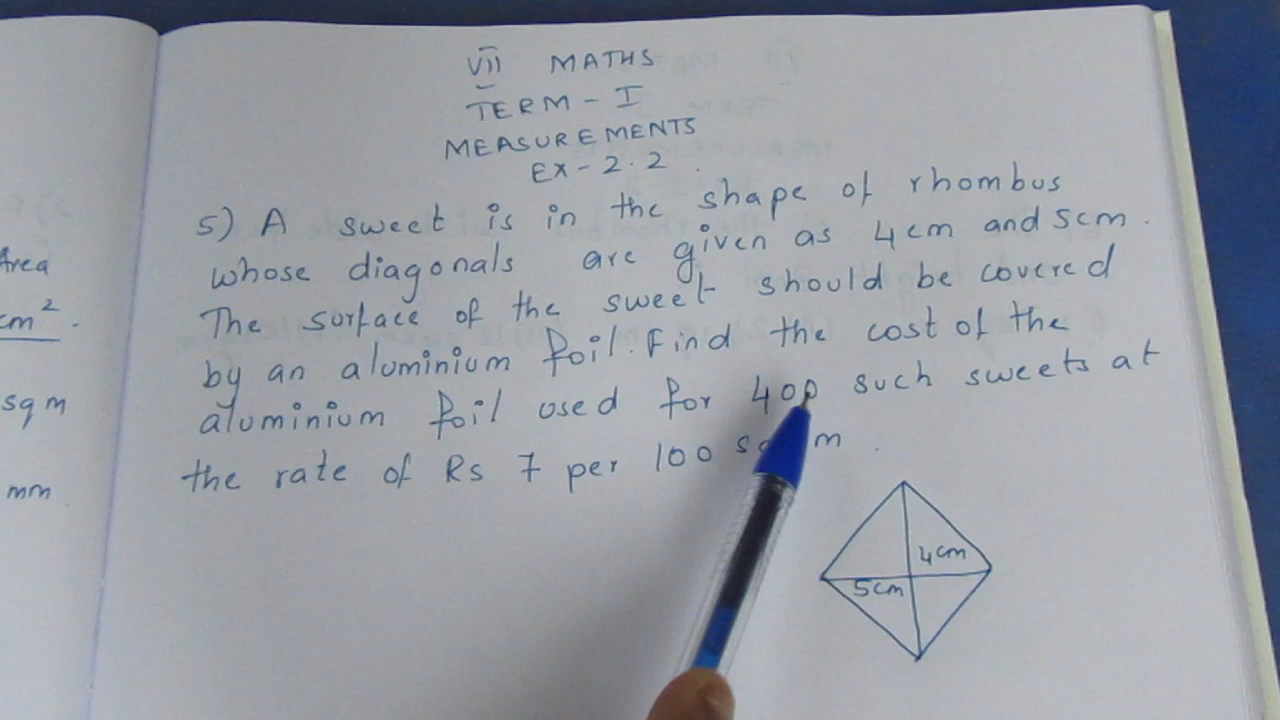 VII MATHS
TERM - I
MEASUREMENTS
Ex - 2.2
5) A sweet is in the shape of rhombus
whose diagonals are given as 4cm and 5cm.
The surface of the sweet should be covered
by an aluminium foil. Find the cost of the
aluminium foil used for 400 such sweets at
the rate of Rs 7 per 100
4cm
5cm
Area
cm².
sqm
mm